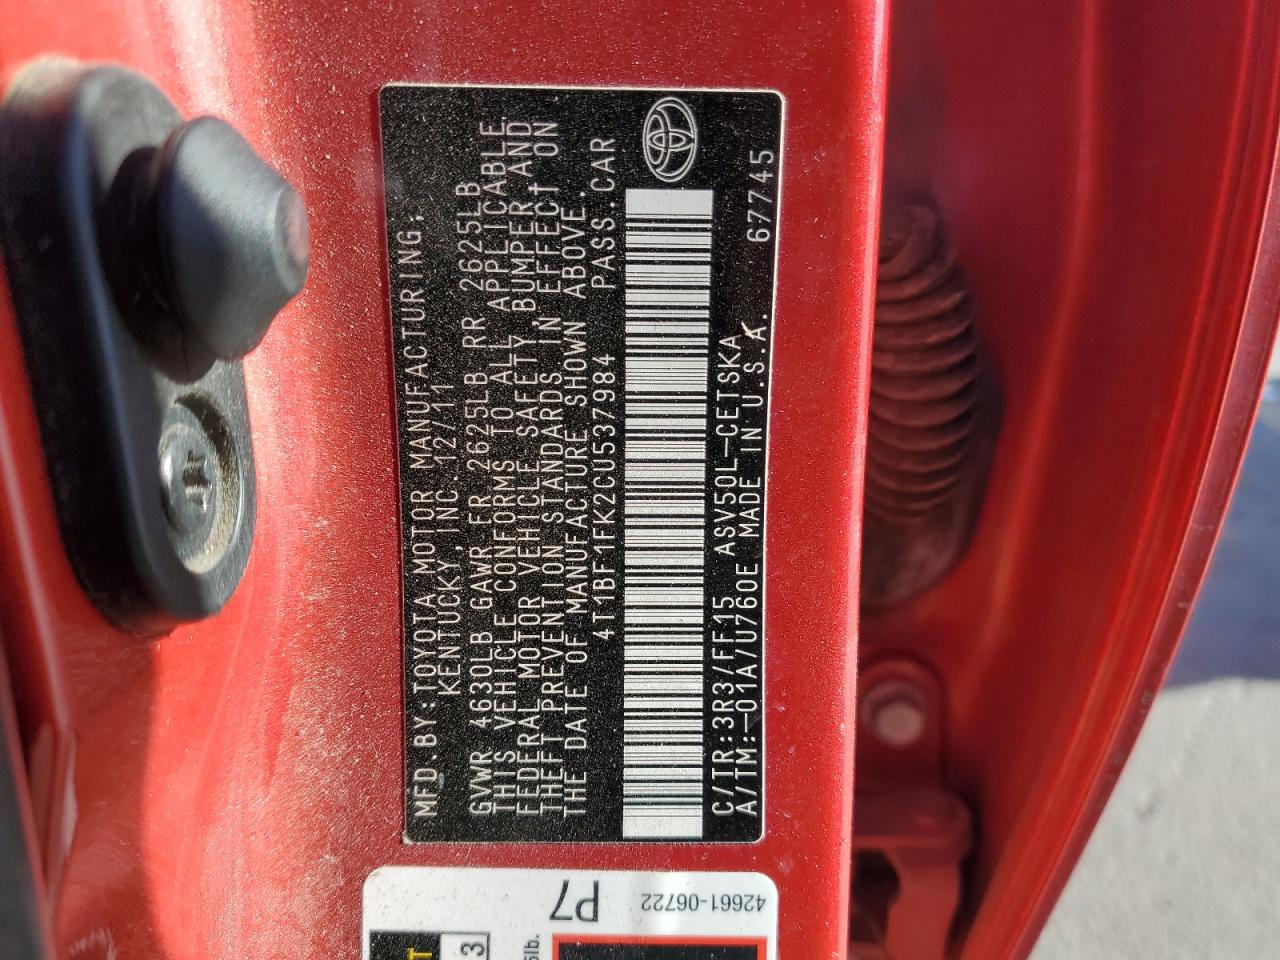 MFD.BY:TOYOTA MOTOR MANUFACTURING,
KENTUCKY, INC. 12/11
GVWR 4630LB GAWR FR 2625LB RR 2625LB
THIS VEHICLE CONFORMS TO ALL APPLICABLE
FEDERAL MOTOR VEHICLE SAFETY, BUMPER, AND
THEFT PREVENTION STANDARDS IN EFFECT ON
THE DATE OF MANUFACTURE SHOWN ABOVE.
4T1BF1FK2CU537984 PASS.CAR
C/TR:3R3/FF15 ASV50L-CETSKA
A/TM:-01A/U760E MADE IN U.S.A. 67745
42661-06722
P7
3
lb.
T